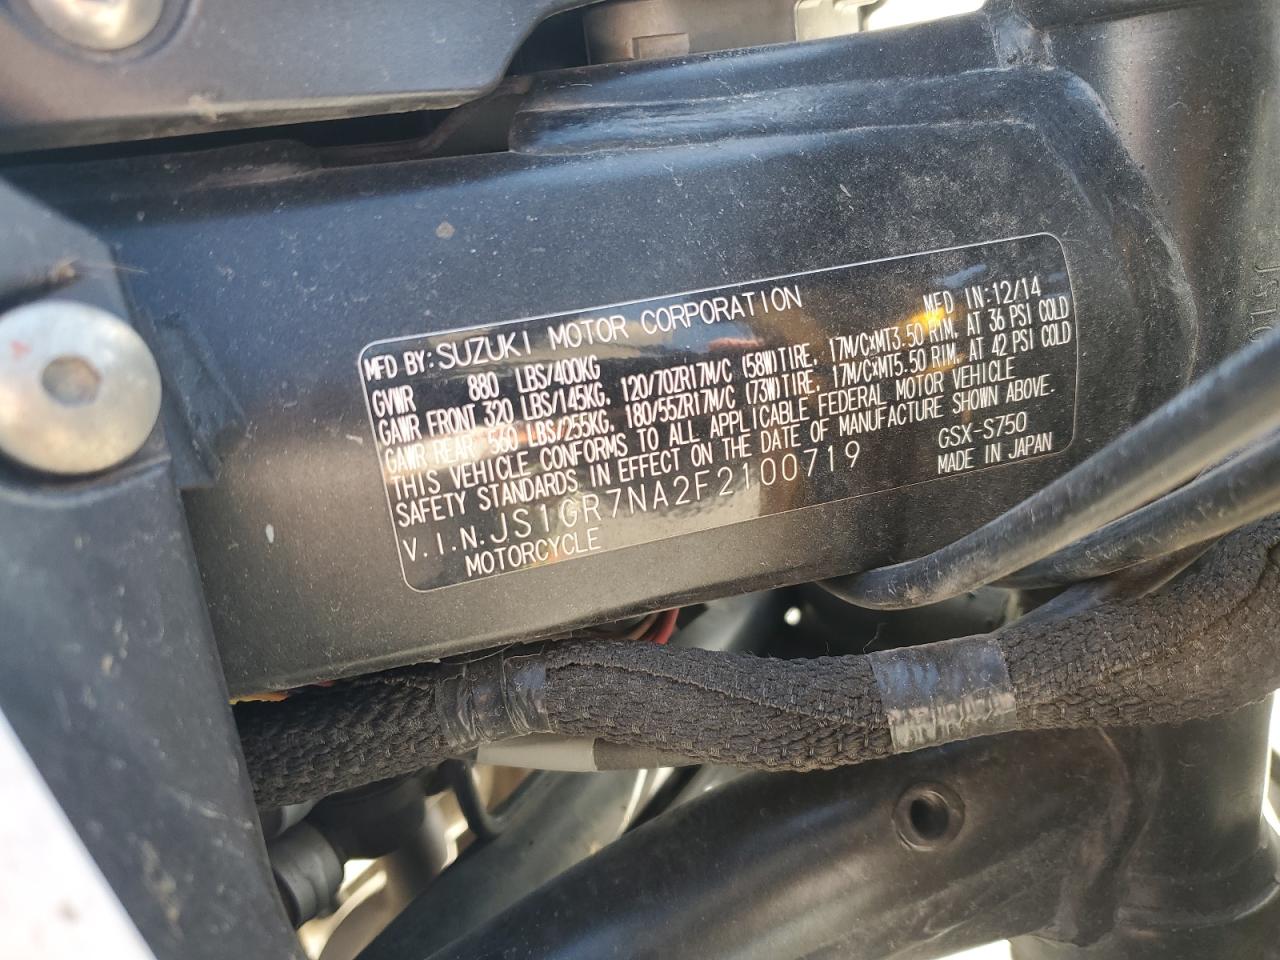 MFD BY: SUZUKI MOTOR CORPORATION MFD IN: 12/14
GVWR 880 LBS/400KG
GAWR FRONT 320 LBS/145KG, 120/70ZR17M/C (58W)TIRE, 17M/CxMT3.50 RIM, AT 36 PSI COLD
GAWR REAR 560 LBS/255KG, 180/55ZR17M/C (73W)TIRE, 17M/CxMT5.50 RIM, AT 42 PSI COLD
THIS VEHICLE CONFORMS TO ALL APPLICABLE FEDERAL MOTOR VEHICLE
SAFETY STANDARDS IN EFFECT ON THE DATE OF MANUFACTURE SHOWN ABOVE.
V.I.N. JS1GR7NA2F2100719 GSX-S750
MOTORCYCLE MADE IN JAPAN